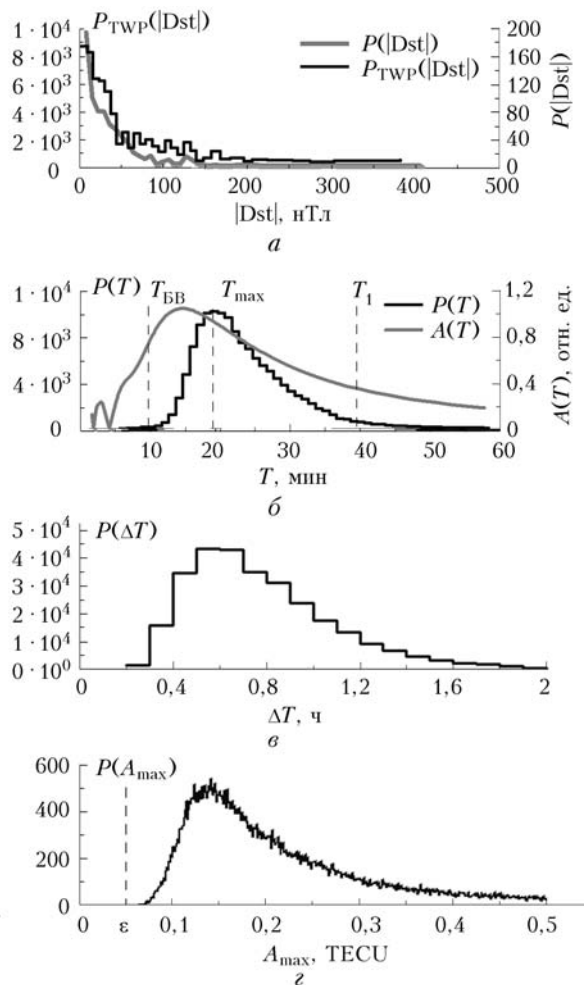 1 · 10⁴ P_TWP(|Dst|) 200
8 · 10³ P(|Dst|) 160
6 · 10³ P_TWP(|Dst|) 120
4 · 10³ 80
2 · 10³ 40
0 0
0 100 200 300 400 500
|Dst|, нТл
P(|Dst|)
а
1 · 10⁴ P(T) T_БВ T_max T_1 1,2
8 · 10³ P(T)
A(T) 0,8
4 · 10³ 0,4
0 0
10 20 30 40 50 60
T, мин
A(T), отн. ед.
б
5 · 10⁴ P(ΔT)
4 · 10⁴
3 · 10⁴
2 · 10⁴
1 · 10⁴
0 · 10⁰
0 0,4 0,8 1,2 1,6 2
ΔT, ч
в
600 P(A_max)
400
200
0
0 ε 0,1 0,2 0,3 0,4 0,5
A_max, TECU
г